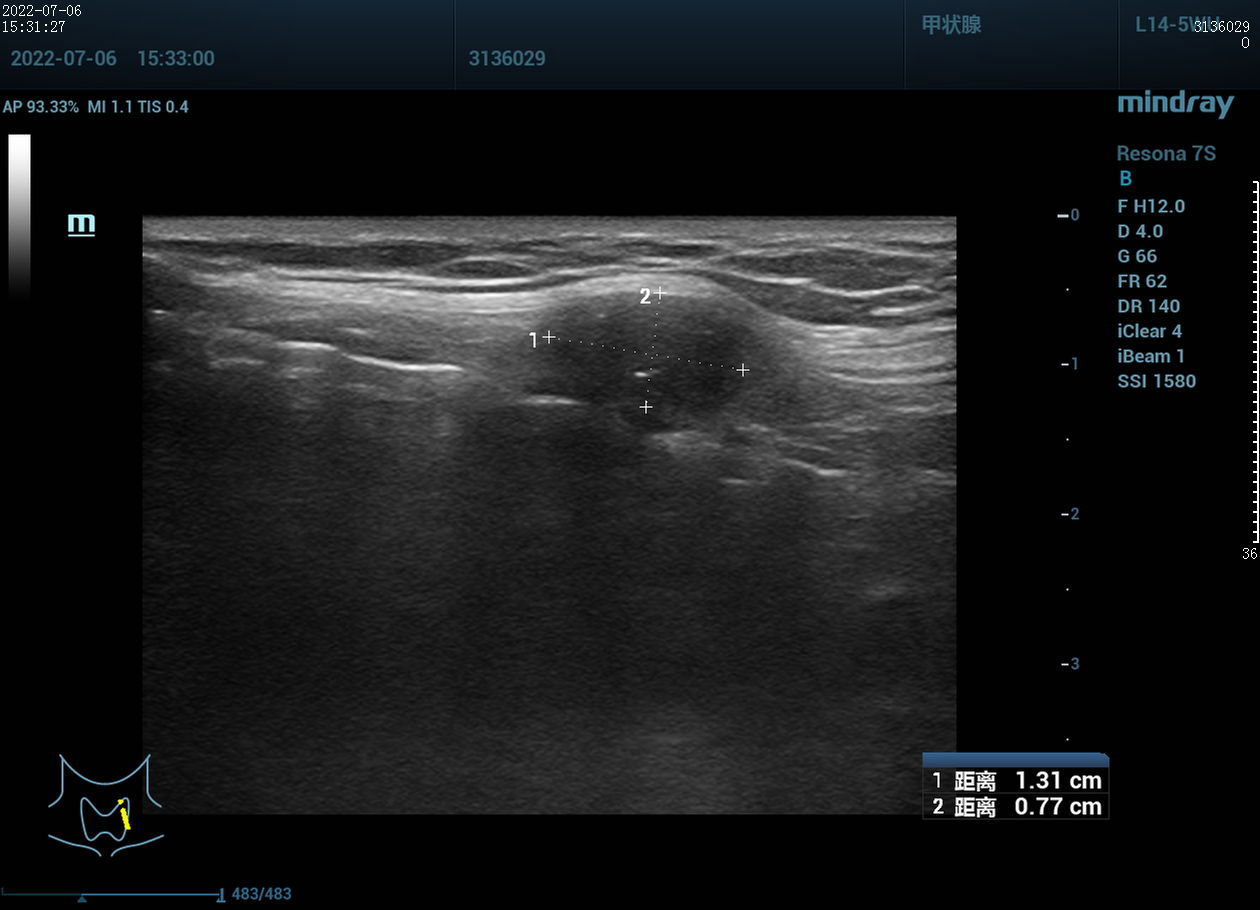 2022-07-06
15:31:27
2022-07-06 15:33:00
3136029
甲状腺
3136029
0
AP 93.33% MI 1.1 TIS 0.4
mindray
Resona 7S
B
F H12.0
D 4.0
G 66
FR 62
DR 140
iClear 4
iBeam 1
SSI 1580
m
0
1
2
3
36
2
1
1 距离 1.31 cm
2 距离 0.77 cm
483/483